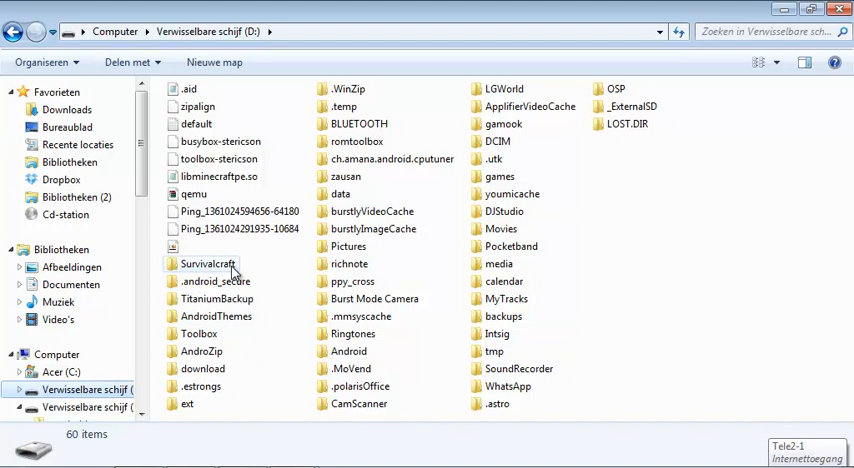 Computer ▸ Verwisselbare schijf (D:) ▸
Zoeken in Verwisselbare sch...
Organiseren
Delen met
Nieuwe map
Favorieten
Downloads
Bureaublad
Recente locaties
Bibliotheken
Dropbox
Bibliotheken (2)
Cd-station
Bibliotheken
Afbeeldingen
Documenten
Muziek
Video's
Computer
Acer (C:)
Verwisselbare schijf (
Verwisselbare schijf (
.aid
zipalign
default
busybox-stericson
toolbox-stericson
libminecraftpe.so
qemu
Ping_1361024594656-64180
Ping_1361024291935-10684
Survivalcraft
.android_secure
TitaniumBackup
AndroidThemes
Toolbox
AndroZip
download
.estrongs
ext
.WinZip
.temp
BLUETOOTH
romtoolbox
ch.amana.android.cputuner
zausan
data
burstlyVideoCache
burstlyImageCache
Pictures
richnote
ppy_cross
Burst Mode Camera
.mmsyscache
Ringtones
Android
.MoVend
.polarisOffice
CamScanner
LGWorld
ApplifierVideoCache
gamook
DCIM
.utk
games
youmicache
DJStudio
Movies
Pocketband
media
calendar
MyTracks
backups
Intsig
tmp
SoundRecorder
WhatsApp
.astro
OSP
_ExternalSD
LOST.DIR
60 items
Tele2-1
Internettoegang